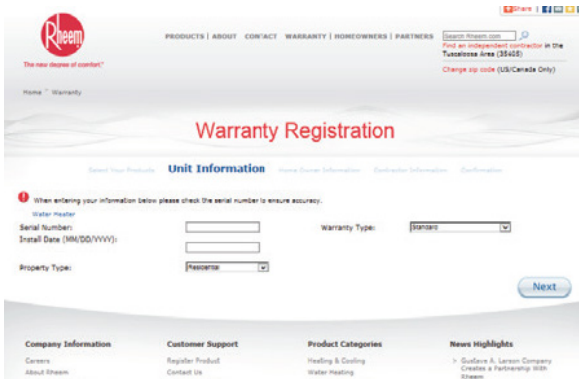 Share
Rheem
The new degree of comfort.™
PRODUCTS | ABOUT CONTACT WARRANTY | HOMEOWNERS | PARTNERS
Search Rheem.com
Find an independent contractor in the
Tuscaloosa Area (35405)
Change zip code (US/Canada Only)
Home ~ Warranty
Warranty Registration
Select Your Products Unit Information Home Owner Information Contractor Information Confirmation
When entering your information below please check the serial number to ensure accuracy.
Water Heater
Serial Number:
Warranty Type: Standard
Install Date (MM/DD/YYYY):
Property Type: Residential
Next
Company Information Customer Support Product Categories News Highlights
Careers Register Product Heating & Cooling > Gustave A. Larson Company
About Rheem Contact Us Water Heating Creates a Partnership With
Rheem